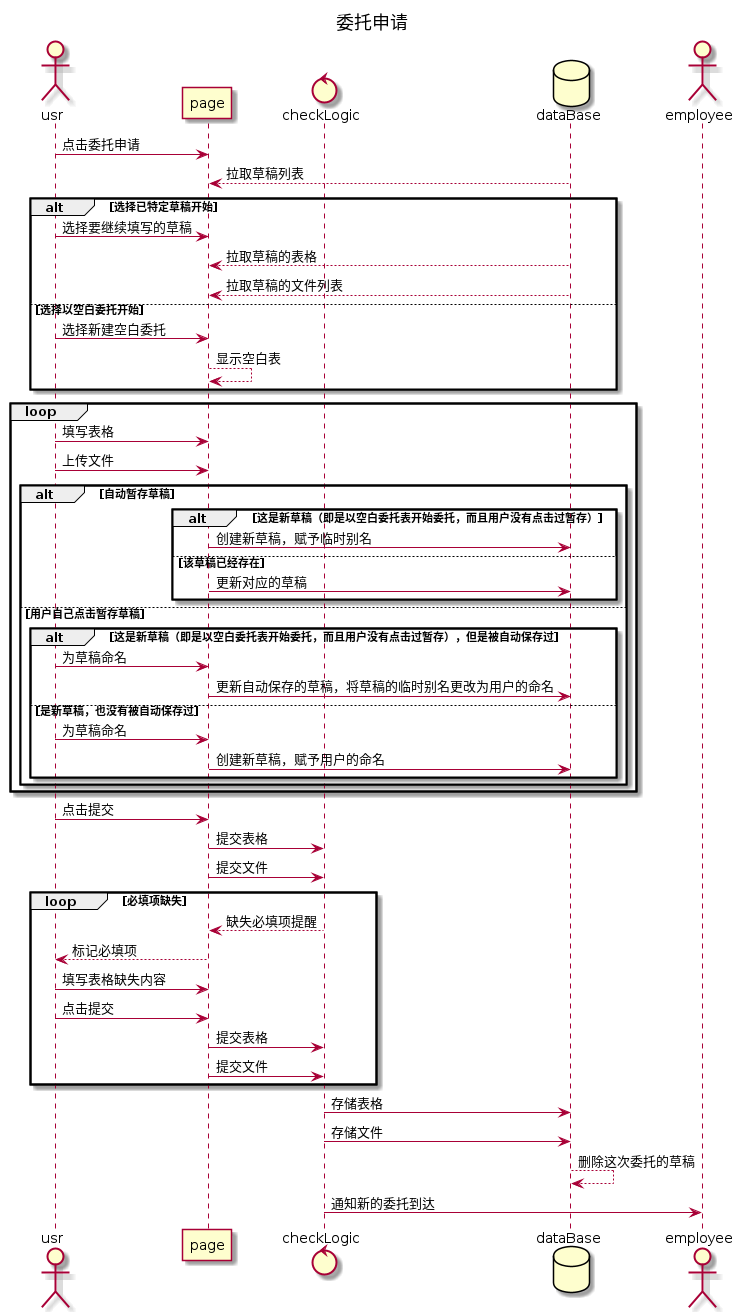 委托申请
usr
page
checkLogic
dataBase
employee
点击委托申请
拉取草稿列表
alt [选择已特定草稿开始]
选择要继续填写的草稿
拉取草稿的表格
拉取草稿的文件列表
[选择以空白委托开始]
选择新建空白委托
显示空白表
loop
填写表格
上传文件
alt [自动暂存草稿]
alt [这是新草稿（即是以空白委托表开始委托，而且用户没有点击过暂存）]
创建新草稿，赋予临时别名
[该草稿已经存在]
更新对应的草稿
[用户自己点击暂存草稿]
alt [这是新草稿（即是以空白委托表开始委托，而且用户没有点击过暂存）, 但是被自动保存过]
为草稿命名
更新自动保存的草稿，将草稿的临时别名更改为用户的命名
[是新草稿，也没有被自动保存过]
为草稿命名
创建新草稿，赋予用户的命名
点击提交
提交表格
提交文件
loop [必填项缺失]
缺失必填项提醒
标记必填项
填写表格缺失内容
点击提交
提交表格
提交文件
存储表格
存储文件
删除这次委托的草稿
通知新的委托到达
usr
page
checkLogic
dataBase
employee